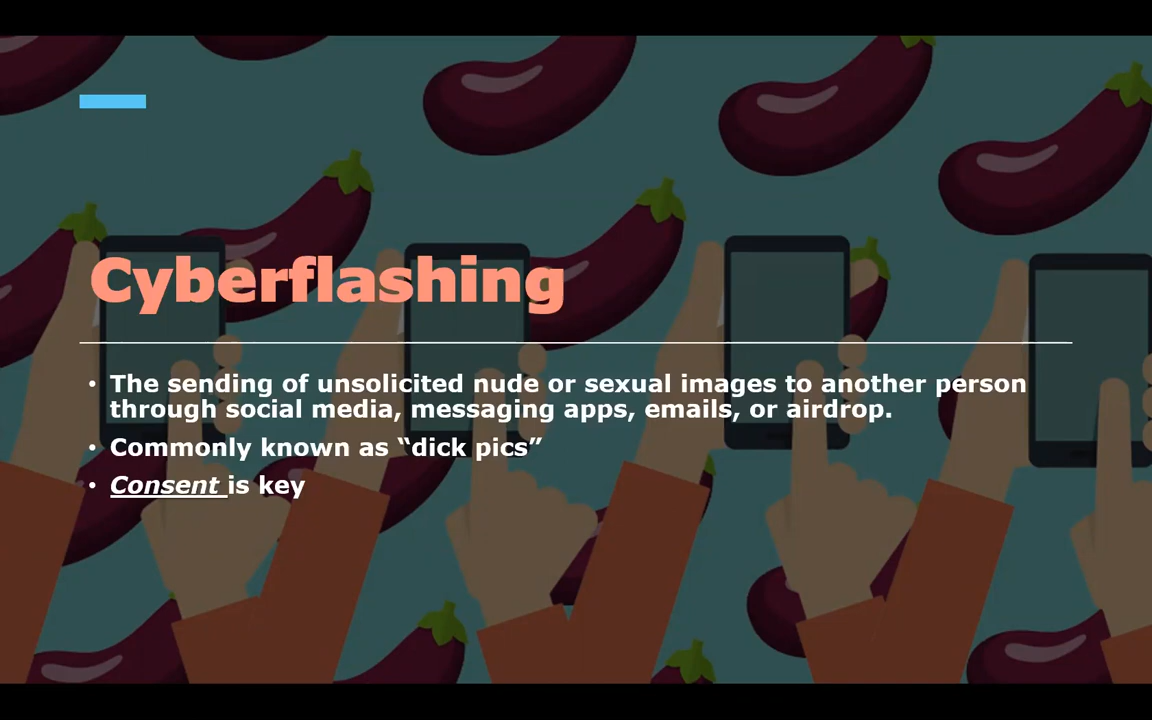 Cyberflashing
• The sending of unsolicited nude or sexual images to another person
through social media, messaging apps, emails, or airdrop.
• Commonly known as “dick pics”
• Consent is key